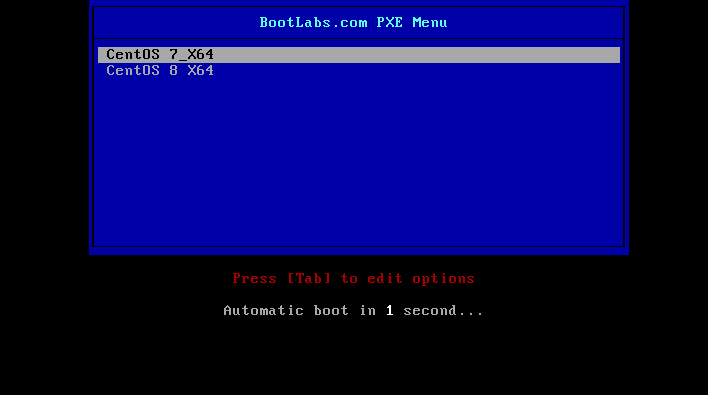 BootLabs.com PXE Menu
CentOS 7_X64
CentOS 8 X64
Press [Tab] to edit options
Automatic boot in 1 second...